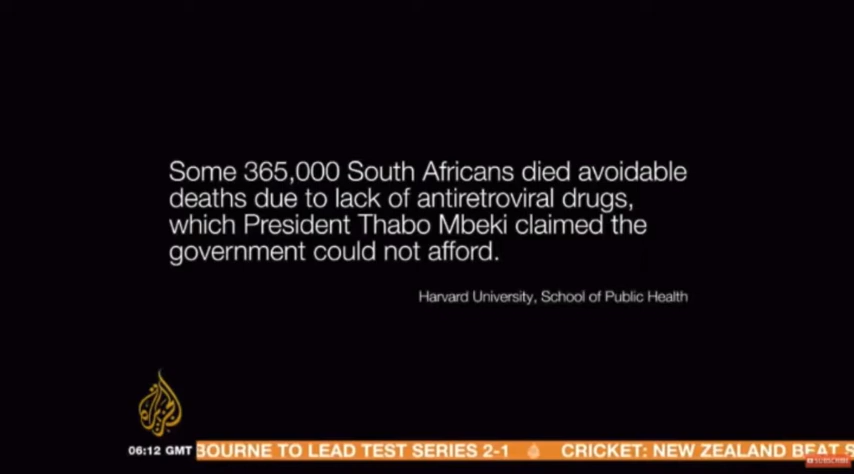 Some 365,000 South Africans died avoidable
deaths due to lack of antiretroviral drugs,
which President Thabo Mbeki claimed the
government could not afford.
Harvard University, School of Public Health
الجزيرة
06:12 GMT BOURNE TO LEAD TEST SERIES 2-1 CRICKET: NEW ZEALAND BEAT S
SUBSCRIBE